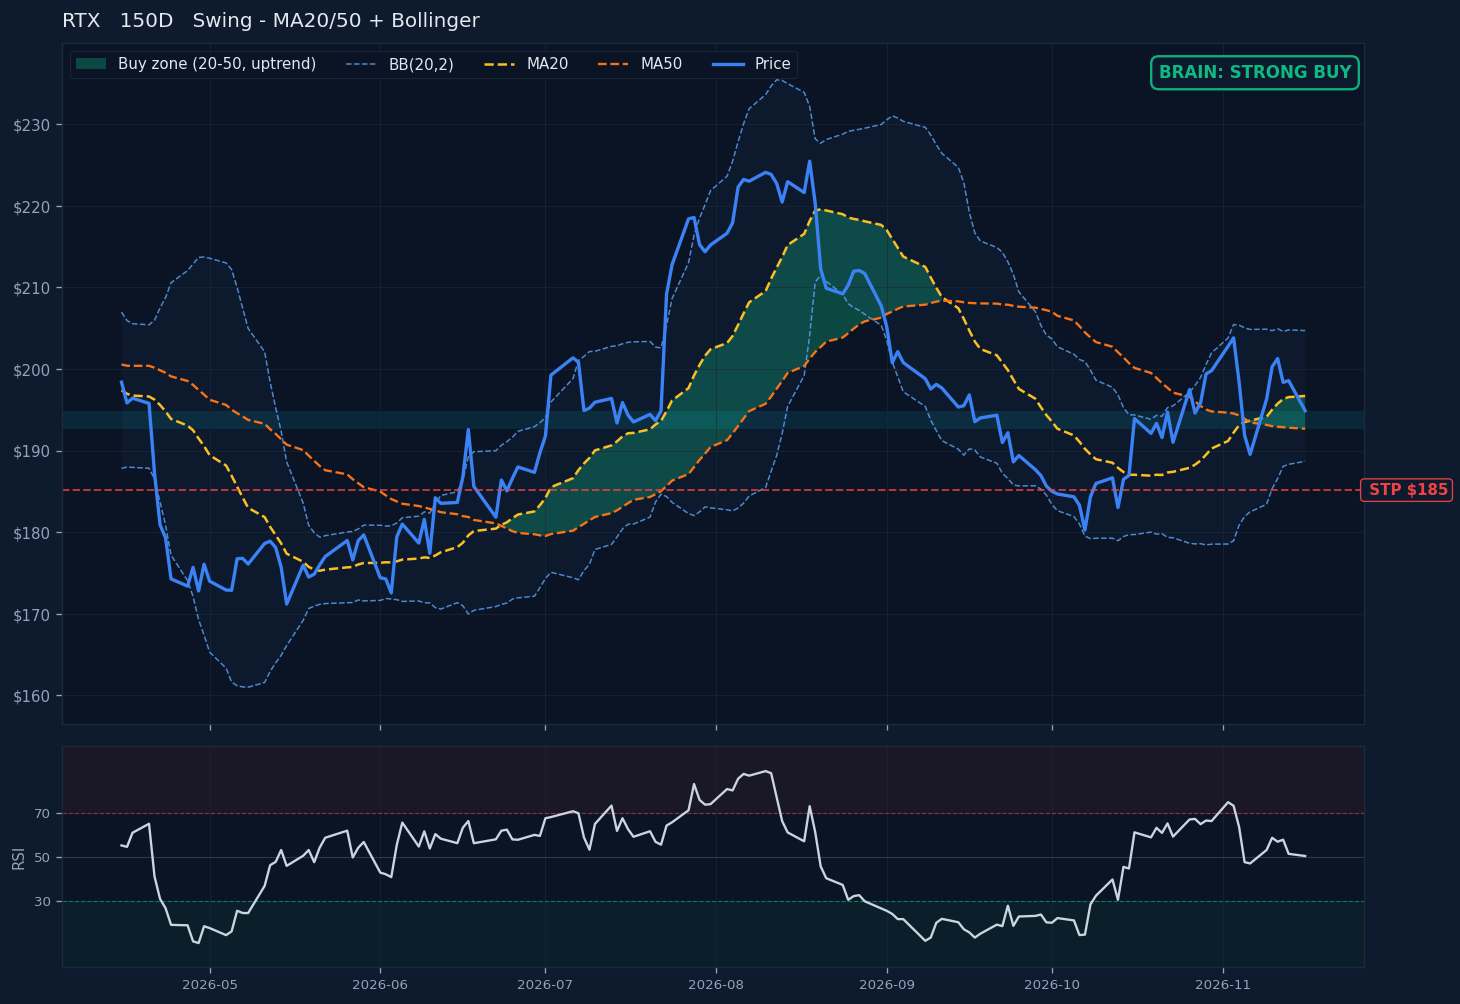 RTX   150D   Swing - MA20/50 + Bollinger
Buy zone (20-50, uptrend)
BB(20,2)
MA20
MA50
Price
BRAIN: STRONG BUY
$230
$220
$210
$200
$190
$180
$170
$160
STP $185
RSI
70
50
30
2026-05
2026-06
2026-07
2026-08
2026-09
2026-10
2026-11